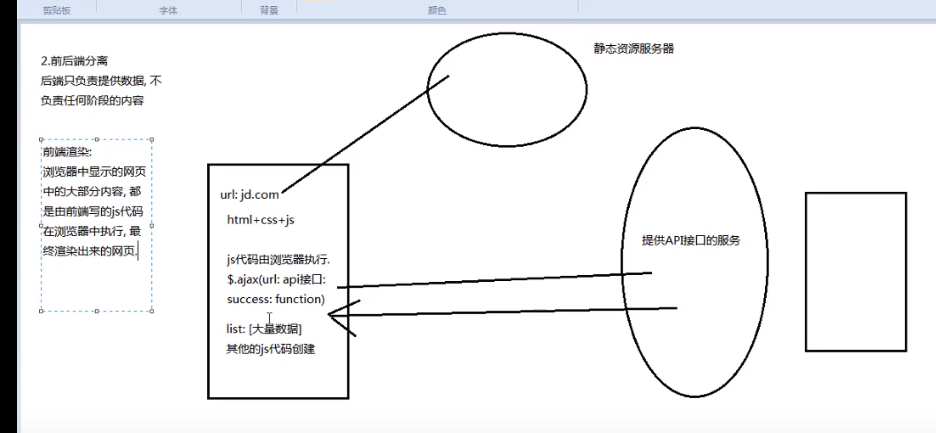 剪贴板
字体
背景
颜色
静态资源服务器
2.前后端分离
后端只负责提供数据, 不
负责任何阶段的内容
前端渲染:
浏览器中显示的网页
中的大部分内容, 都
是由前端写的js代码
在浏览器中执行, 最
终渲染出来的网页.
url: jd.com
html+css+js
js代码由浏览器执行.
$.ajax(url: api接口:
success: function)
list: [大量数据]
其他的js代码创建
提供API接口的服务